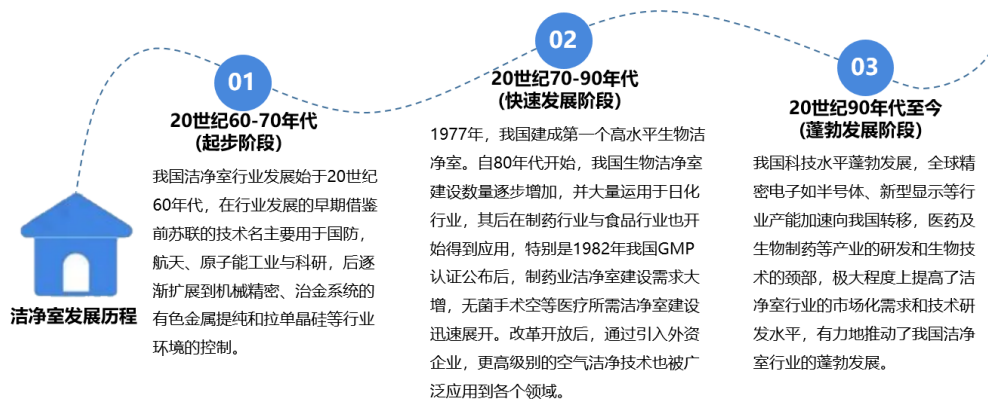 01
20世纪60-70年代
(起步阶段)
我国洁净室行业发展始于20世纪
60年代，在行业发展的早期借鉴
前苏联的技术名主要用于国防，
航天、原子能工业与科研，后逐
渐扩展到机械精密、冶金系统的
有色金属提纯和拉单晶硅等行业
环境的控制。
02
20世纪70-90年代
(快速发展阶段)
1977年，我国建成第一个高水平生物洁
净室。自80年代开始，我国生物洁净室
建设数量逐步增加，并大量运用于日化
行业，其后在制药行业与食品行业也开
始得到应用，特别是1982年我国GMP
认证公布后，制药业洁净室建设需求大
增，无菌手术空等医疗所需洁净室建设
迅速展开。改革开放后，通过引入外资
企业，更高级别的空气洁净技术也被广
泛应用到各个领域。
03
20世纪90年代至今
(蓬勃发展阶段)
我国科技水平蓬勃发展，全球精
密电子如半号体、新型显示等行
业产能加速向我国转移，医药及
生物制药等产业的研发和生物技
术的颈部，极大程度上提高了洁
净室行业的市场化需求和技术研
发水平，有力地推动了我国洁净
室行业的蓬勃发展。
洁净室发展历程